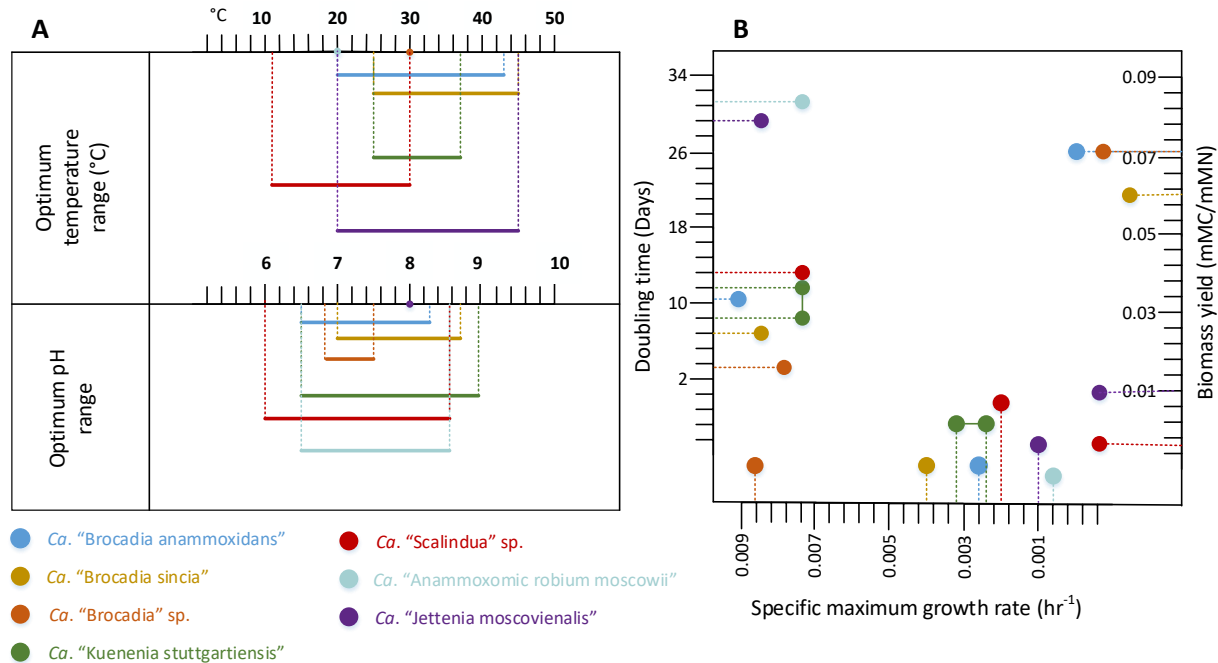 A
°C 10 20 30 40 50
Optimum
temperature
range (°C)
6 7 8 9 10
Optimum pH
range
B
Doubling time (Days)
34
26
18
10
2
0.09
0.07
0.05
0.03
0.01
Biomass yield (mMC/mMN)
0.009 0.007 0.005 0.003 0.001
Specific maximum growth rate (hr-1)
Ca. “Brocadia anammoxidans”
Ca. “Brocadia sincia”
Ca. “Brocadia” sp.
Ca. “Kuenenia stuttgartiensis”
Ca. “Scalindua” sp.
Ca. “Anammoxomic robium moscowii”
Ca. “Jettenia moscovienalis”